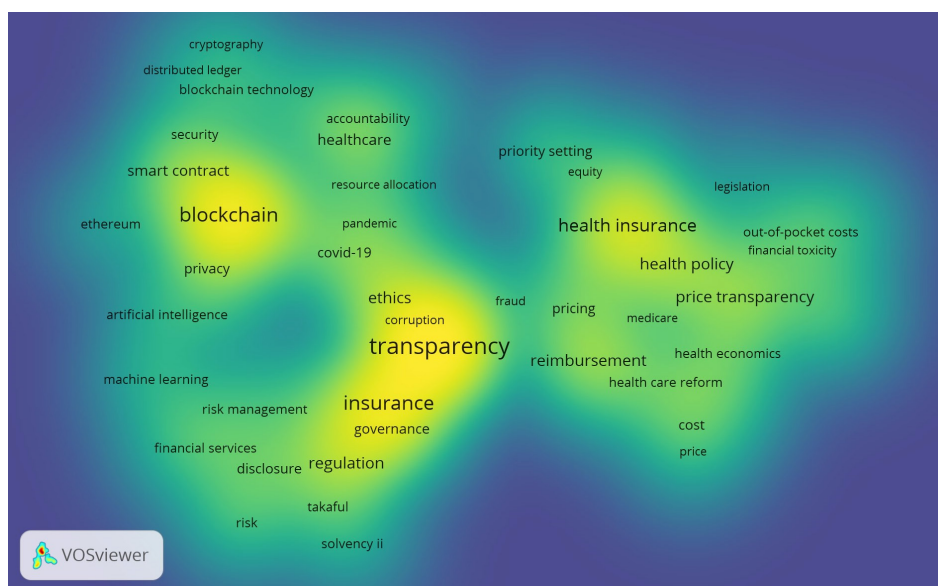 cryptography
distributed ledger
blockchain technology
accountability
security
healthcare
priority setting
smart contract
equity
resource allocation
legislation
blockchain
ethereum
pandemic
health insurance
out-of-pocket costs
covid-19
financial toxicity
privacy
health policy
ethics
fraud
price transparency
artificial intelligence
corruption
pricing
medicare
transparency
reimbursement
health economics
machine learning
health care reform
risk management
insurance
governance
cost
financial services
price
disclosure
regulation
takaful
risk
solvency ii
VOSviewer